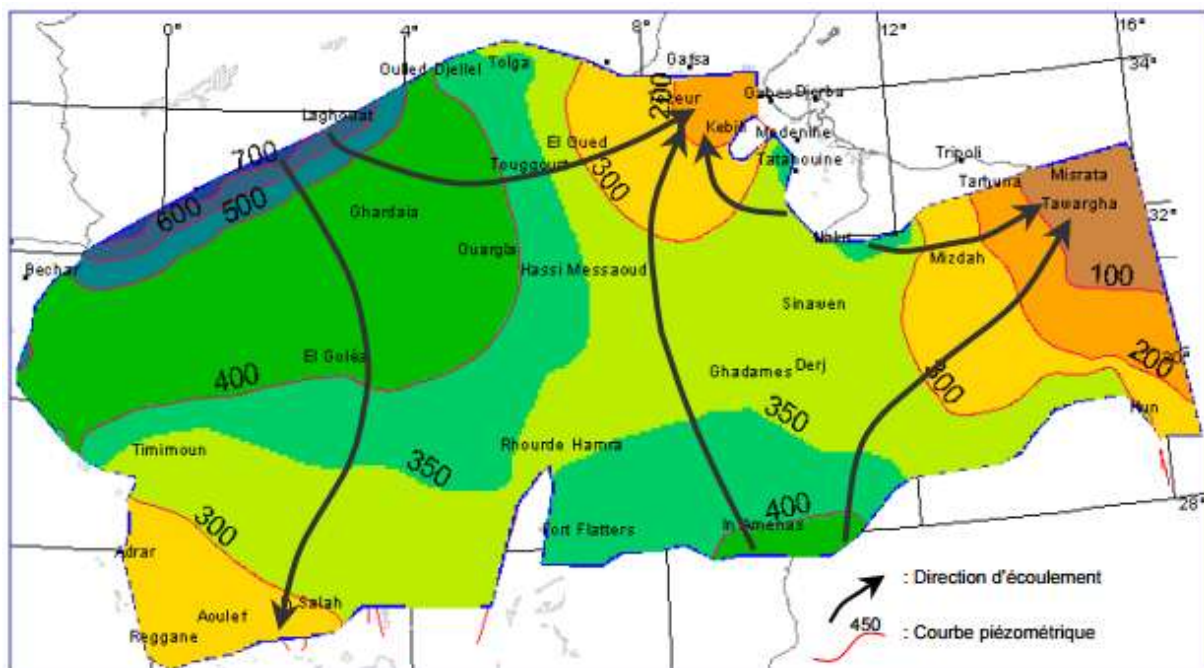 0°
4°
8°
12°
16°
34°
Ouled Djellel
Tolga
Gafsa
200
Gabes
Djerba
Laghouat
Kebili
Medenine
El Oued
700
Touggourt
Tatahouine
Tripoli
Tarhuna
Misrata
300
600
500
Ghardaia
Tawargha
32°
Nalut
Ouargla
Mizdah
Bechar
Hassi Messaoud
100
Sinawen
El Goléa
200
400
Ghadames
Derj
300
Hun
350
Timimoun
Rhourde Hamra
350
400
28°
300
Fort Flatters
In Amenas
Adrar
: Direction d'écoulement
Salah
Aoulef
450
: Courbe piézométrique
Reggane